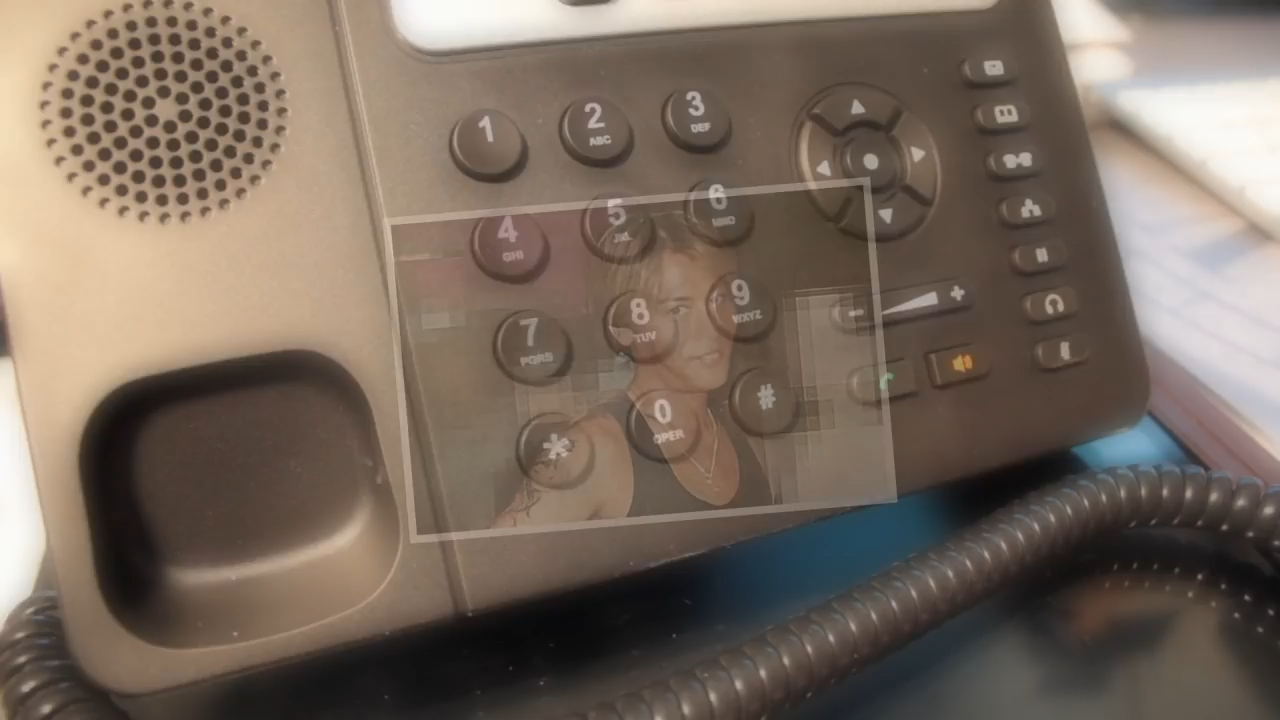 1
2 ABC
3 DEF
4 GHI
5 JKL
6 MNO
7 PQRS
8 TUV
9 WXYZ
*
0 OPER
#
- +